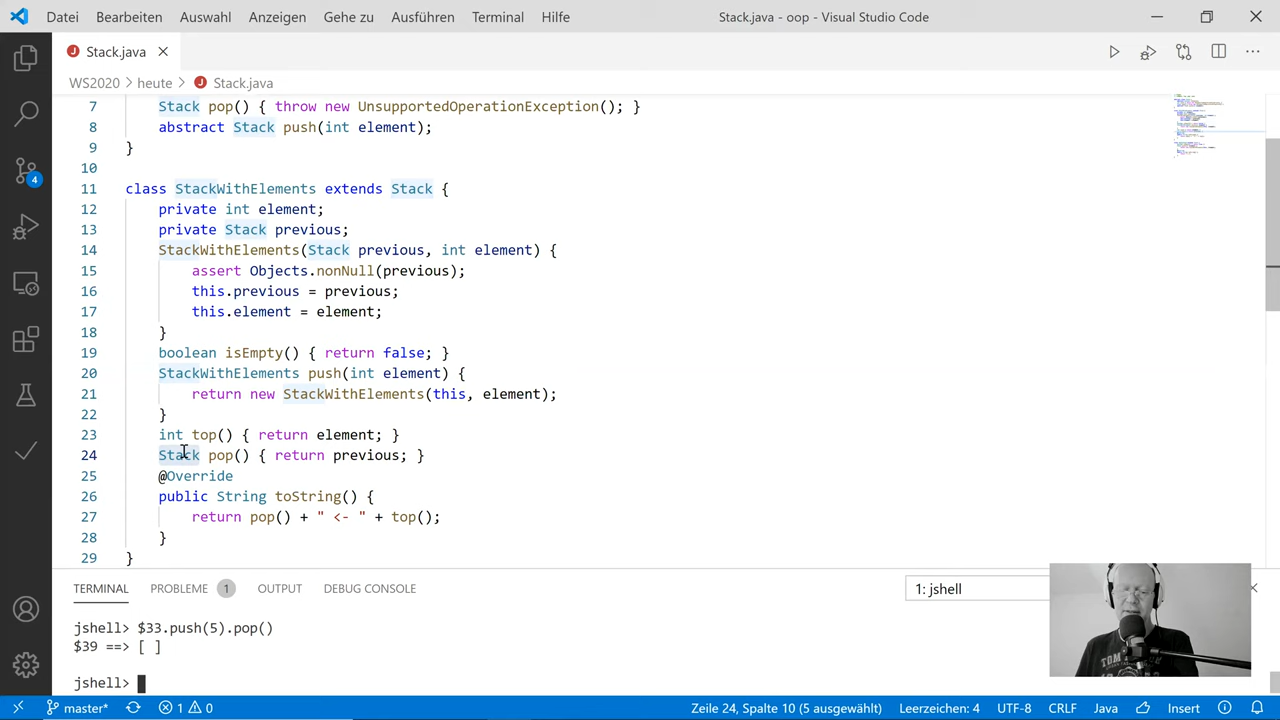 Datei Bearbeiten Auswahl Anzeigen Gehe zu Ausführen Terminal Hilfe Stack.java - oop - Visual Studio Code
J Stack.java
WS2020 > heute > J Stack.java
7 Stack pop() { throw new UnsupportedOperationException(); }
8 abstract Stack push(int element);
9 }
10
11 class StackWithElements extends Stack {
12 private int element;
13 private Stack previous;
14 StackWithElements(Stack previous, int element) {
15 assert Objects.nonNull(previous);
16 this.previous = previous;
17 this.element = element;
18 }
19 boolean isEmpty() { return false; }
20 StackWithElements push(int element) {
21 return new StackWithElements(this, element);
22 }
23 int top() { return element; }
24 Stack pop() { return previous; }
25 @Override
26 public String toString() {
27 return pop() + " <- " + top();
28 }
29 }
4
TERMINAL PROBLEME 1 OUTPUT DEBUG CONSOLE 1: jshell
jshell> $33.push(5).pop()
$39 ==> [ ]
jshell>
master* 1 0 Zeile 24, Spalte 10 (5 ausgewählt) Leerzeichen: 4 UTF-8 CRLF Java Insert